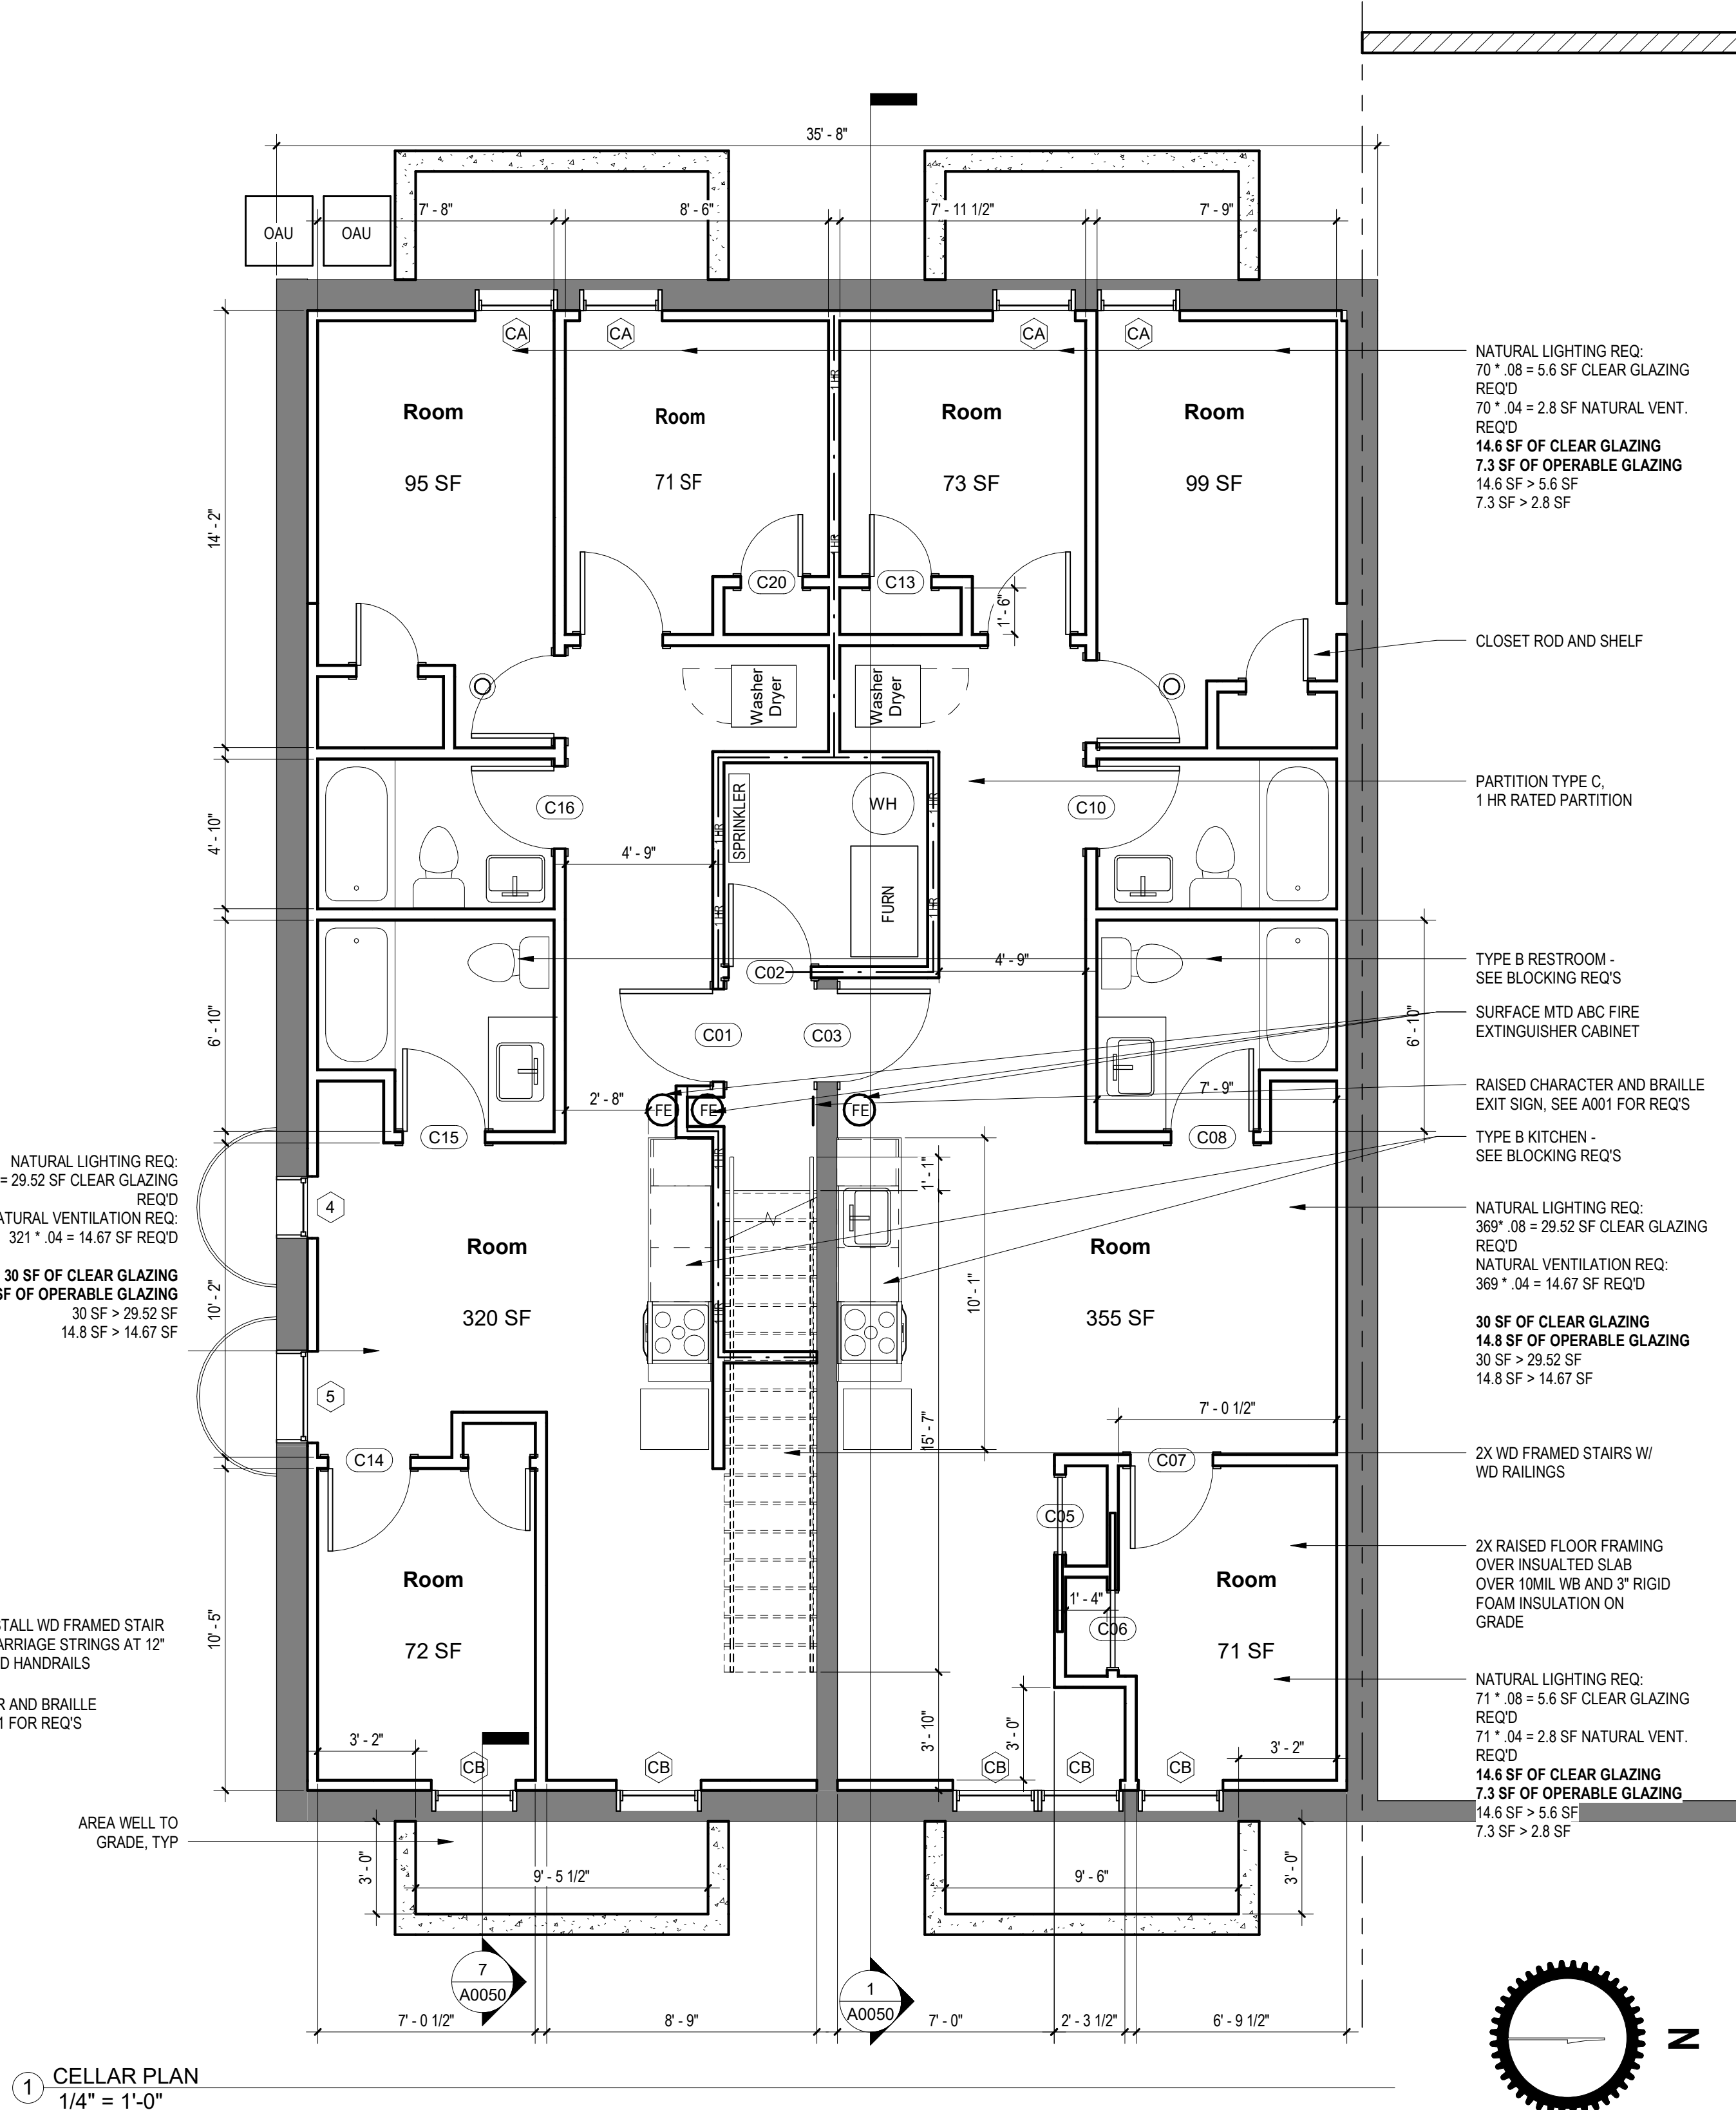 35' - 8"
7' - 8"
8' - 6"
7' - 11 1/2"
7' - 9"
OAU
OAU
CA
CA
CA
CA
Room
95 SF
Room
71 SF
Room
73 SF
Room
99 SF
1 HR
1 HR
14' - 2"
C20
C13
1' - 6"
Washer
Dryer
Washer
Dryer
NATURAL LIGHTING REQ:
70 * .08 = 5.6 SF CLEAR GLAZING
REQ'D
70 * .04 = 2.8 SF NATURAL VENT.
REQ'D
14.6 SF OF CLEAR GLAZING
7.3 SF OF OPERABLE GLAZING
14.6 SF > 5.6 SF
7.3 SF > 2.8 SF
CLOSET ROD AND SHELF
PARTITION TYPE C,
1 HR RATED PARTITION
4' - 10"
C16
4' - 9"
SPRINKLER
WH
FURN
1 HR
1 HR
1 HR
1 HR
C10
C02
4' - 9"
TYPE B RESTROOM -
SEE BLOCKING REQ'S
6' - 10"
C01
C03
6' - 10"
SURFACE MTD ABC FIRE
EXTINGUISHER CABINET
7' - 9"
RAISED CHARACTER AND BRAILLE
EXIT SIGN, SEE A001 FOR REQ'S
2' - 8"
FE
FE
FE
C15
C08
TYPE B KITCHEN -
SEE BLOCKING REQ'S
1 HR
1' - 1"
NATURAL LIGHTING REQ:
= 29.52 SF CLEAR GLAZING
REQ'D
ATURAL VENTILATION REQ:
321 * .04 = 14.67 SF REQ'D
30 SF OF CLEAR GLAZING
SF OF OPERABLE GLAZING
30 SF > 29.52 SF
14.8 SF > 14.67 SF
4
5
10' - 2"
Room
320 SF
1 HR
10' - 1"
Room
355 SF
NATURAL LIGHTING REQ:
369* .08 = 29.52 SF CLEAR GLAZING
REQ'D
NATURAL VENTILATION REQ:
369 * .04 = 14.67 SF REQ'D
30 SF OF CLEAR GLAZING
14.8 SF OF OPERABLE GLAZING
30 SF > 29.52 SF
14.8 SF > 14.67 SF
7' - 0 1/2"
15' - 7"
C14
C07
2X WD FRAMED STAIRS W/
WD RAILINGS
C05
1' - 4"
C06
2X RAISED FLOOR FRAMING
OVER INSUALTED SLAB
OVER 10MIL WB AND 3" RIGID
FOAM INSULATION ON
GRADE
10' - 5"
Room
72 SF
Room
71 SF
STALL WD FRAMED STAIR
ARRIAGE STRINGS AT 12"
D HANDRAILS
R AND BRAILLE
1 FOR REQ'S
NATURAL LIGHTING REQ:
71 * .08 = 5.6 SF CLEAR GLAZING
REQ'D
71 * .04 = 2.8 SF NATURAL VENT.
REQ'D
14.6 SF OF CLEAR GLAZING
7.3 SF OF OPERABLE GLAZING
14.6 SF > 5.6 SF
7.3 SF > 2.8 SF
3' - 2"
3' - 10"
3' - 0"
3' - 2"
CB
CB
CB
CB
CB
AREA WELL TO
GRADE, TYP
3' - 0"
9' - 5 1/2"
9' - 6"
3' - 0"
7
A0050
1
A0050
7' - 0 1/2"
8' - 9"
7' - 0"
2' - 3 1/2"
6' - 9 1/2"
N
1
CELLAR PLAN
1/4" = 1'-0"